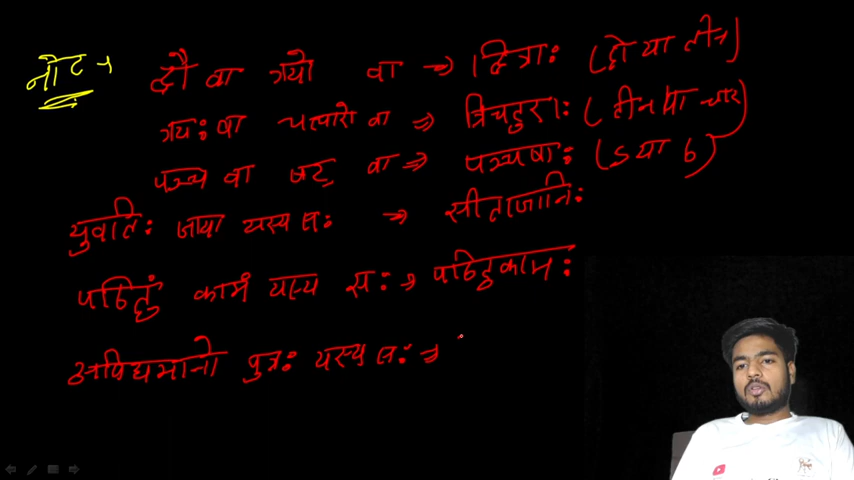 नोट → द्वौ वा त्रयो वा → द्वित्राः (दो या तीन)
त्रयः वा चत्वारो वा ⇒ त्रिचतुराः (तीन या चार)
पञ्च वा षट् वा ⇒ पञ्चषाः (5 या 6)
युवतिः जाया यस्य सः → सीताजानिः
पठितुं कामं यस्य सः → पठितुकामः
अविद्यमानो पुत्रः यस्य सः →